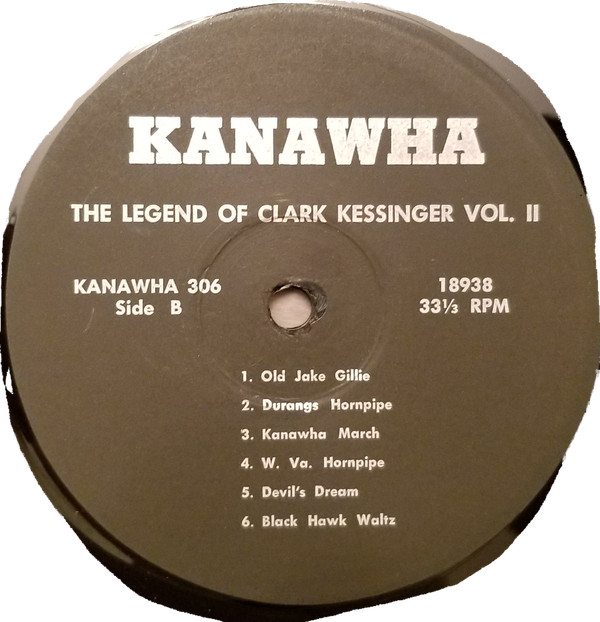 KANAWHA
THE LEGEND OF CLARK KESSINGER VOL. II
KANAWHA 306
Side B
18938
33⅓ RPM
1. Old Jake Gillie
2. Durangs Hornpipe
3. Kanawha March
4. W. Va. Hornpipe
5. Devil's Dream
6. Black Hawk Waltz